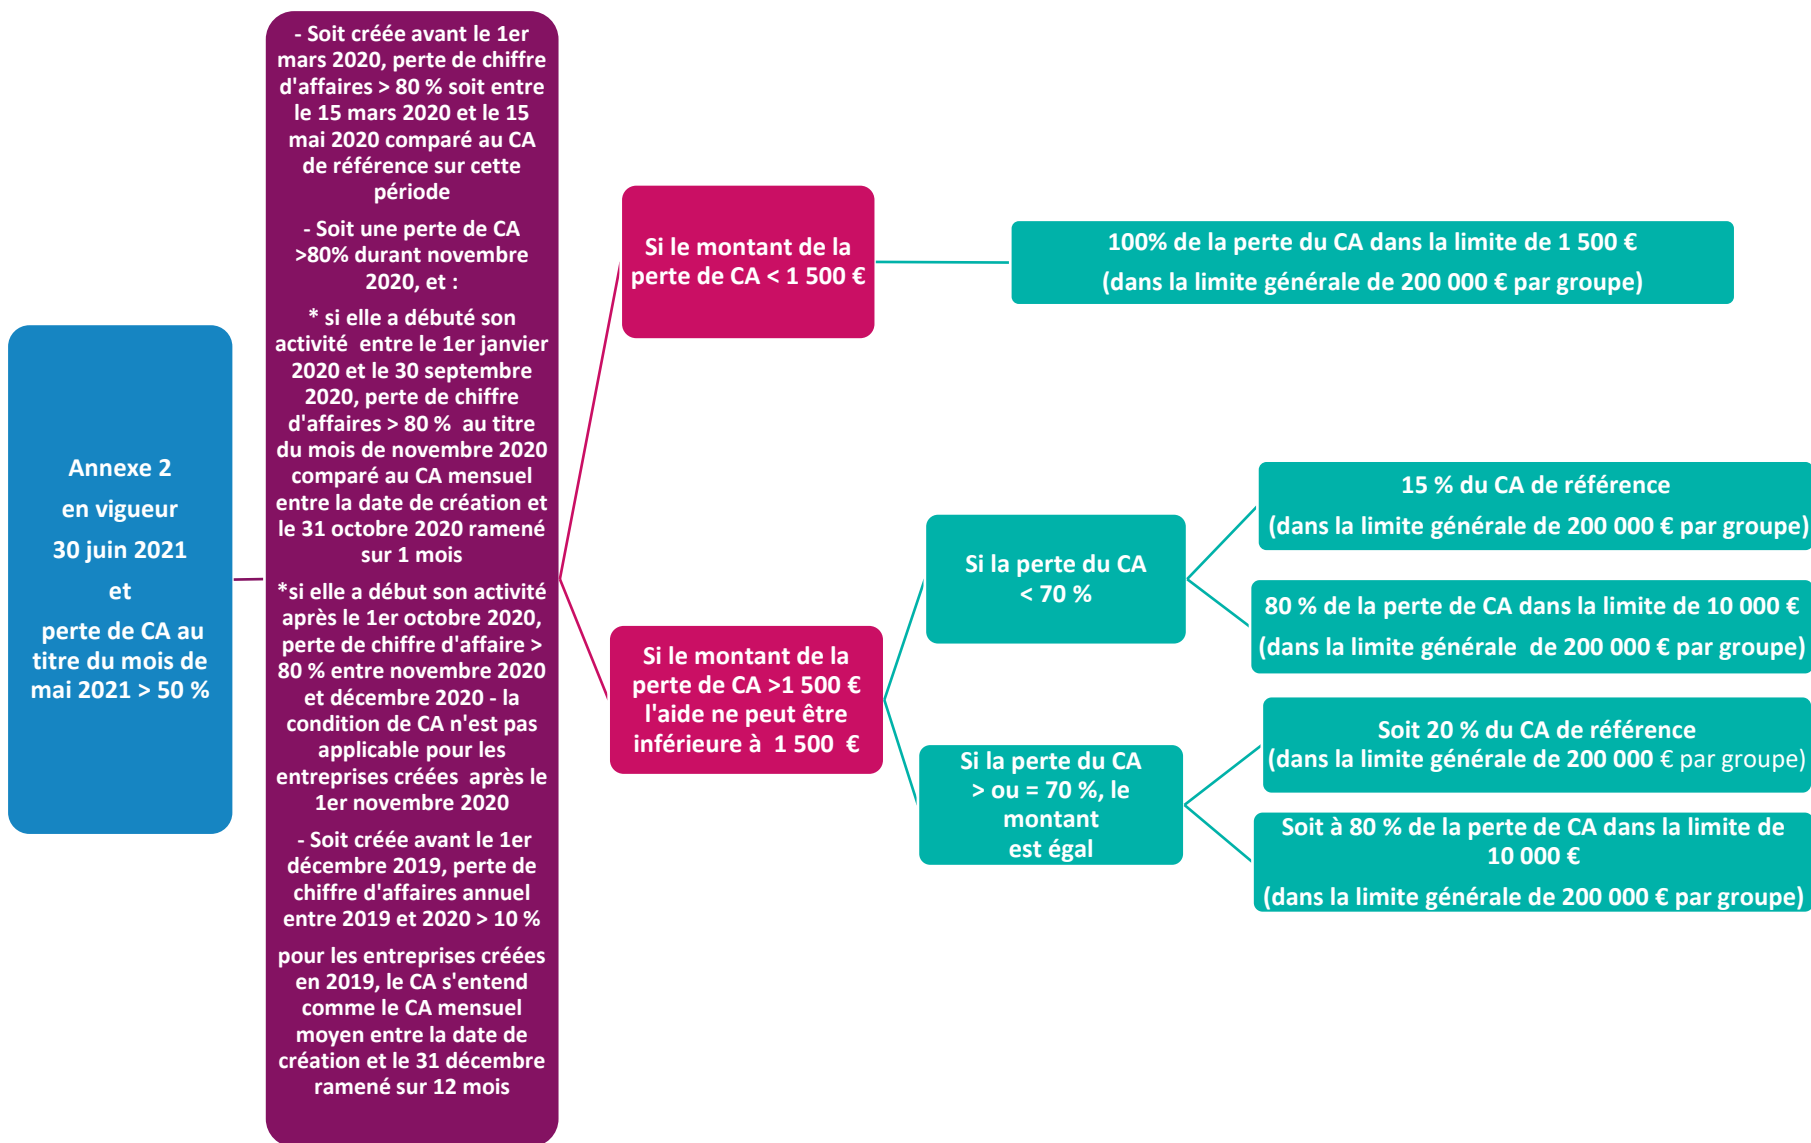 Annexe 2
en vigueur
30 juin 2021
et
perte de CA au
titre du mois de
mai 2021 > 50 %
- Soit créée avant le 1er
mars 2020, perte de chiffre
d'affaires > 80 % soit entre
le 15 mars 2020 et le 15
mai 2020 comparé au CA
de référence sur cette
période
- Soit une perte de CA
>80% durant novembre
2020, et :
* si elle a débuté son
activité entre le 1er janvier
2020 et le 30 septembre
2020, perte de chiffre
d'affaires > 80 % au titre
du mois de novembre 2020
comparé au CA mensuel
entre la date de création et
le 31 octobre 2020 ramené
sur 1 mois
*si elle a début son activité
après le 1er octobre 2020,
perte de chiffre d'affaire >
80 % entre novembre 2020
et décembre 2020 - la
condition de CA n'est pas
applicable pour les
entreprises créées après le
1er novembre 2020
- Soit créée avant le 1er
décembre 2019, perte de
chiffre d'affaires annuel
entre 2019 et 2020 > 10 %
pour les entreprises créées
en 2019, le CA s'entend
comme le CA mensuel
moyen entre la date de
création et le 31 décembre
ramené sur 12 mois
Si le montant de la
perte de CA < 1 500 €
100% de la perte du CA dans la limite de 1 500 €
(dans la limite générale de 200 000 € par groupe)
Si le montant de la
perte de CA >1 500 €
l'aide ne peut être
inférieure à 1 500 €
Si la perte du CA
< 70 %
15 % du CA de référence
(dans la limite générale de 200 000 € par groupe)
80 % de la perte de CA dans la limite de 10 000 €
(dans la limite générale de 200 000 € par groupe)
Si la perte du CA
> ou = 70 %, le
montant
est égal
Soit 20 % du CA de référence
(dans la limite générale de 200 000 € par groupe)
Soit à 80 % de la perte de CA dans la limite de
10 000 €
(dans la limite générale de 200 000 € par groupe)